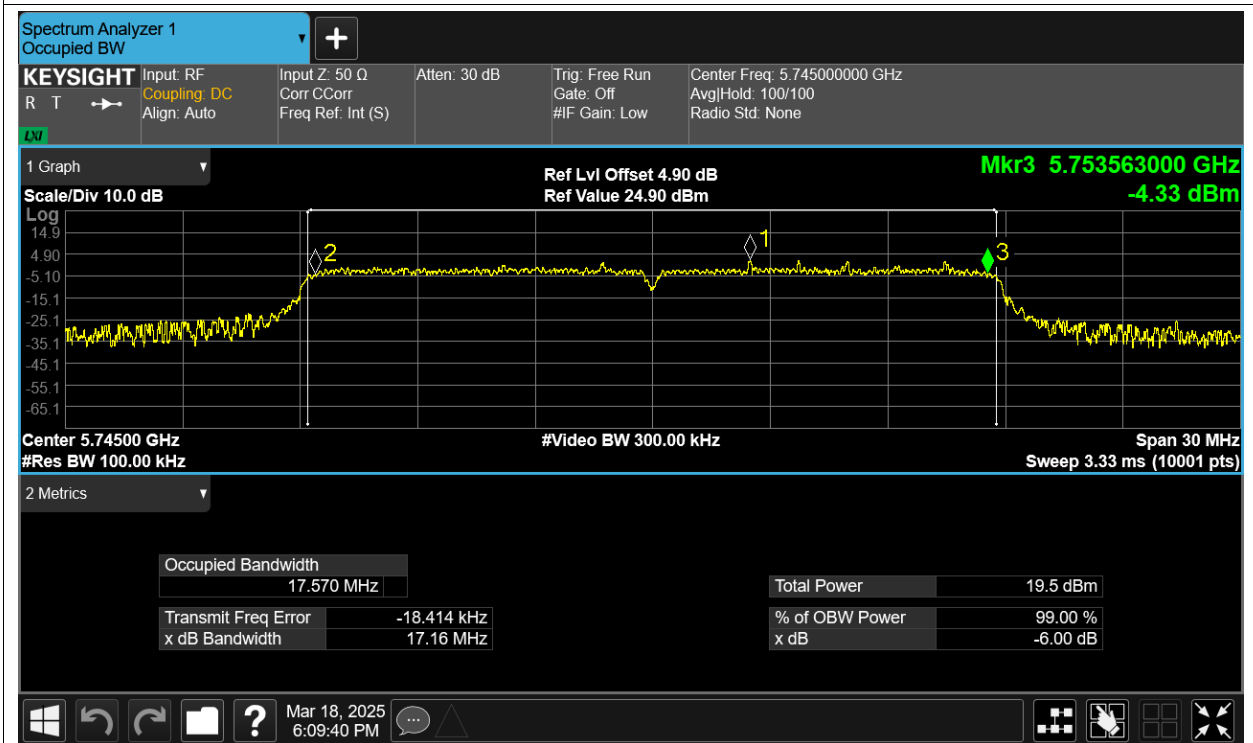 Spectrum Analyzer 1
Occupied BW
KEYSIGHT
R T
LXI
Input: RF
Coupling: DC
Align: Auto
Input Z: 50 Ω
Corr CCorr
Freq Ref: Int (S)
Atten: 30 dB
Trig: Free Run
Gate: Off
#IF Gain: Low
Center Freq: 5.745000000 GHz
Avg|Hold: 100/100
Radio Std: None
1 Graph
Scale/Div 10.0 dB
Ref Lvl Offset 4.90 dB
Ref Value 24.90 dBm
Mkr3 5.753563000 GHz
-4.33 dBm
Log
14.9
4.90
-5.10
-15.1
-25.1
-35.1
-45.1
-55.1
-65.1
2
1
3
Center 5.74500 GHz
#Res BW 100.00 kHz
#Video BW 300.00 kHz
Span 30 MHz
Sweep 3.33 ms (10001 pts)
2 Metrics
Occupied Bandwidth
17.570 MHz
Transmit Freq Error -18.414 kHz
x dB Bandwidth 17.16 MHz
Total Power 19.5 dBm
% of OBW Power 99.00 %
x dB -6.00 dB
?
Mar 18, 2025
6:09:40 PM